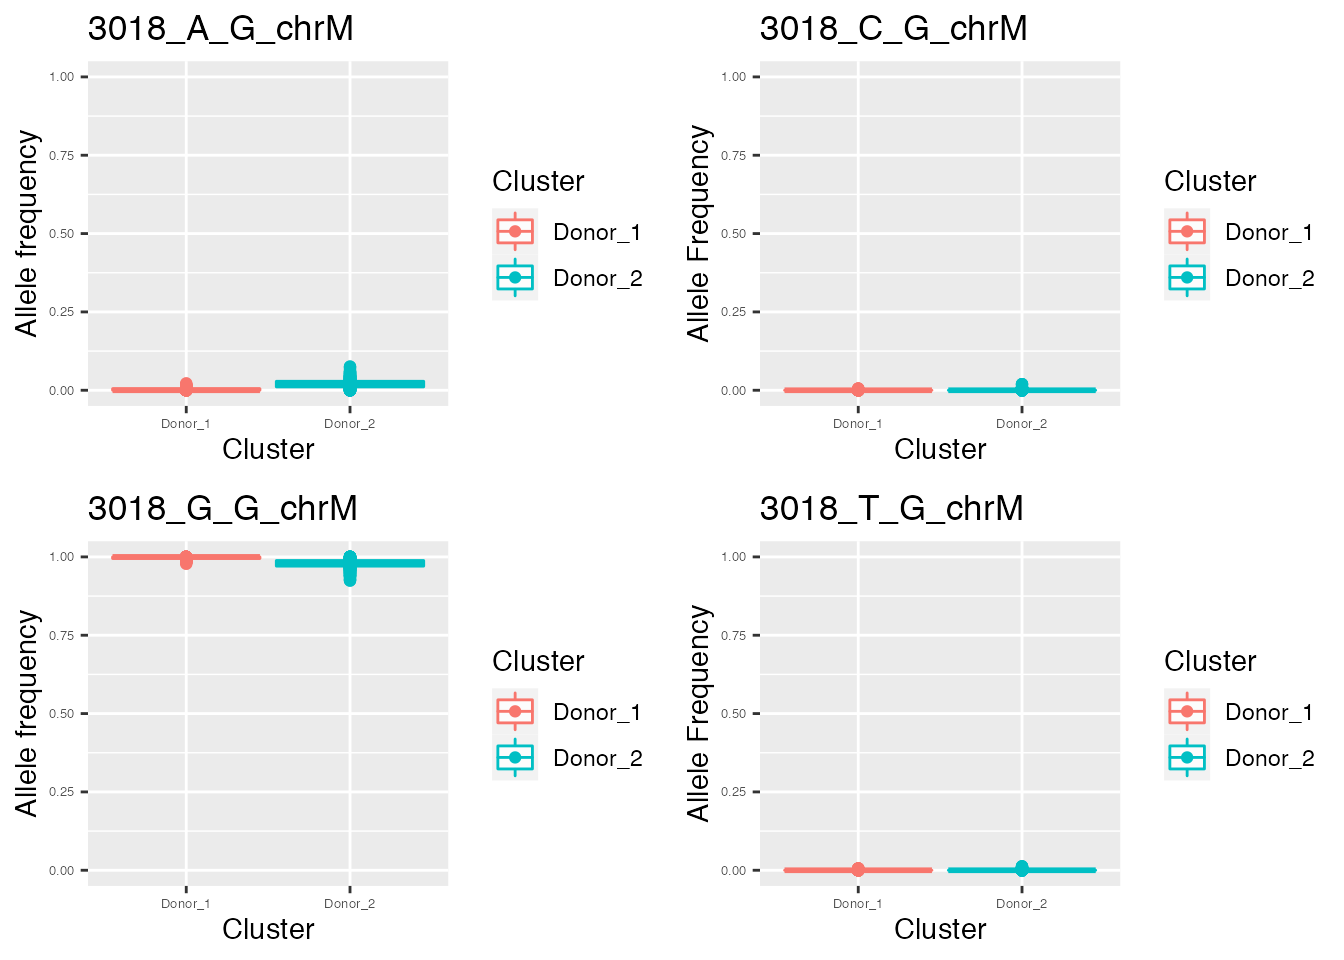 3018_A_G_chrM
Allele frequency
1.00
0.75
0.50
0.25
0.00
Donor_1
Donor_2
Cluster
Cluster
Donor_1
Donor_2
3018_C_G_chrM
Allele Frequency
1.00
0.75
0.50
0.25
0.00
Donor_1
Donor_2
Cluster
Cluster
Donor_1
Donor_2
3018_G_G_chrM
Allele frequency
1.00
0.75
0.50
0.25
0.00
Donor_1
Donor_2
Cluster
Cluster
Donor_1
Donor_2
3018_T_G_chrM
Allele Frequency
1.00
0.75
0.50
0.25
0.00
Donor_1
Donor_2
Cluster
Cluster
Donor_1
Donor_2